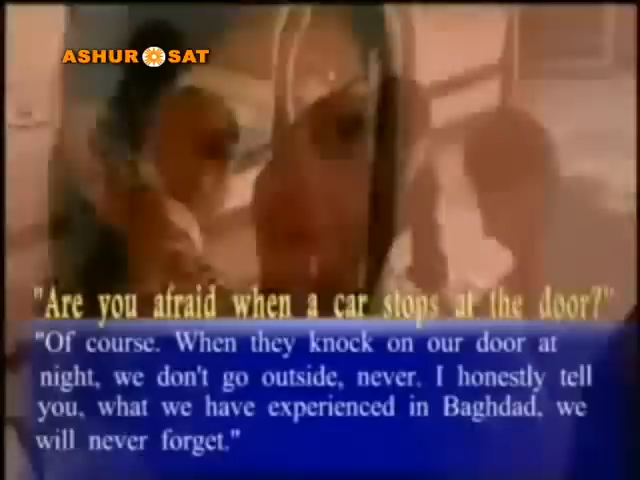 ASHUR SAT
"Are you afraid when a car stops at the door?"
"Of course. When they knock on our door at
night, we don't go outside, never. I honestly tell
you, what we have experienced in Baghdad, we
will never forget."